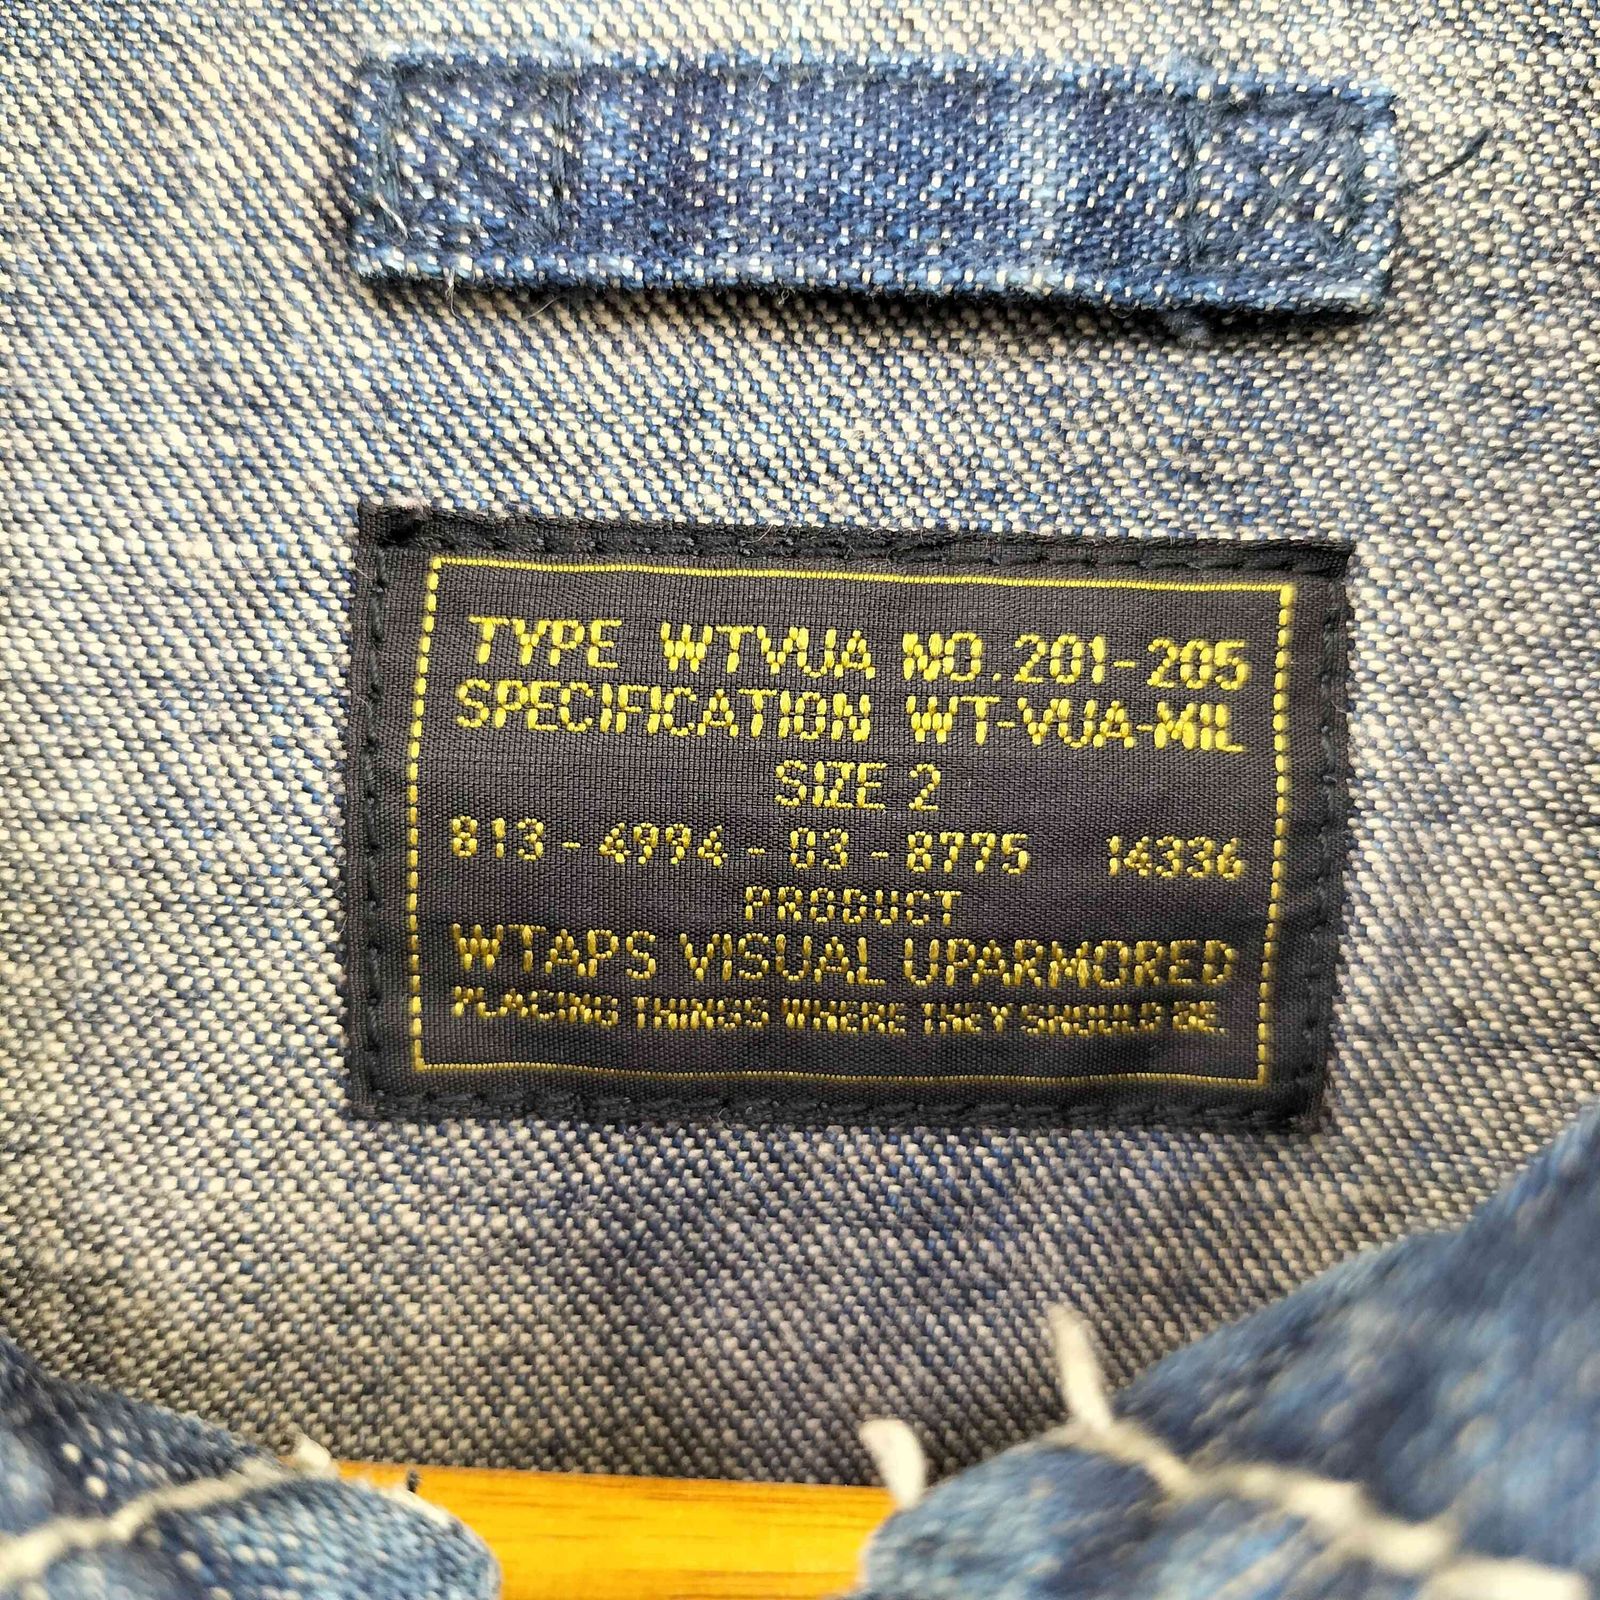 TYPE WTVUA NO.201-205
SPECIFICATION WT-VUA-MIL
SIZE 2
813-4994-03-8775 14336
PRODUCT
WTAPS VISUAL UPARMORED
PLACING THINGS WHERE THEY SHOULD BE